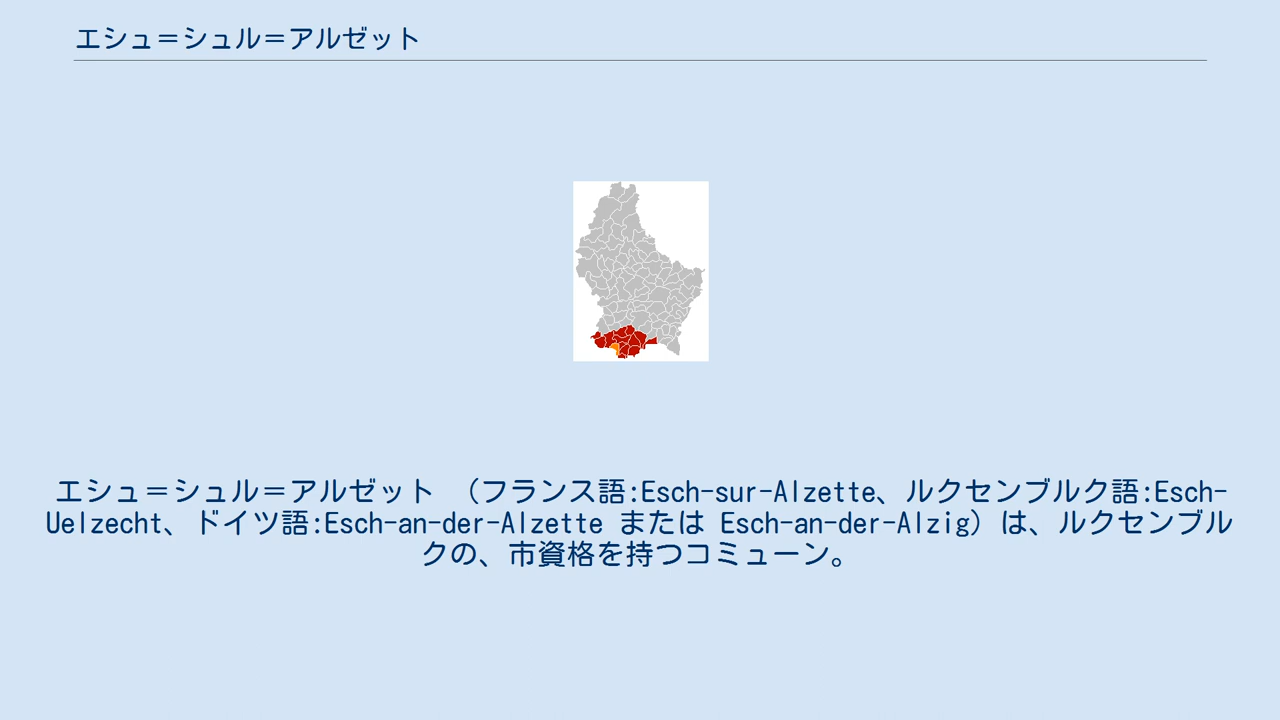 エシュ＝シュル＝アルゼット
エシュ＝シュル＝アルゼット （フランス語:Esch-sur-Alzette、ルクセンブルク語:Esch-
Uelzecht、ドイツ語:Esch-an-der-Alzette または Esch-an-der-Alzig）は、ルクセンブル
クの、市資格を持つコミューン。